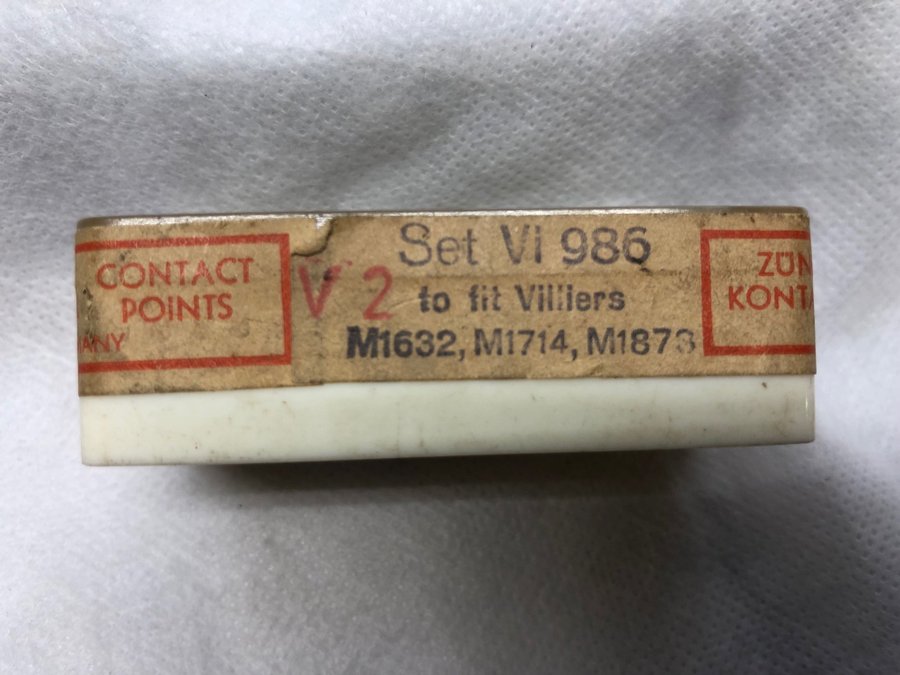 CONTACT
POINTS
ANY
V 2
Set Vi 986
to fit Villiers
M1632, M1714, M1873
ZÜN
KONTA